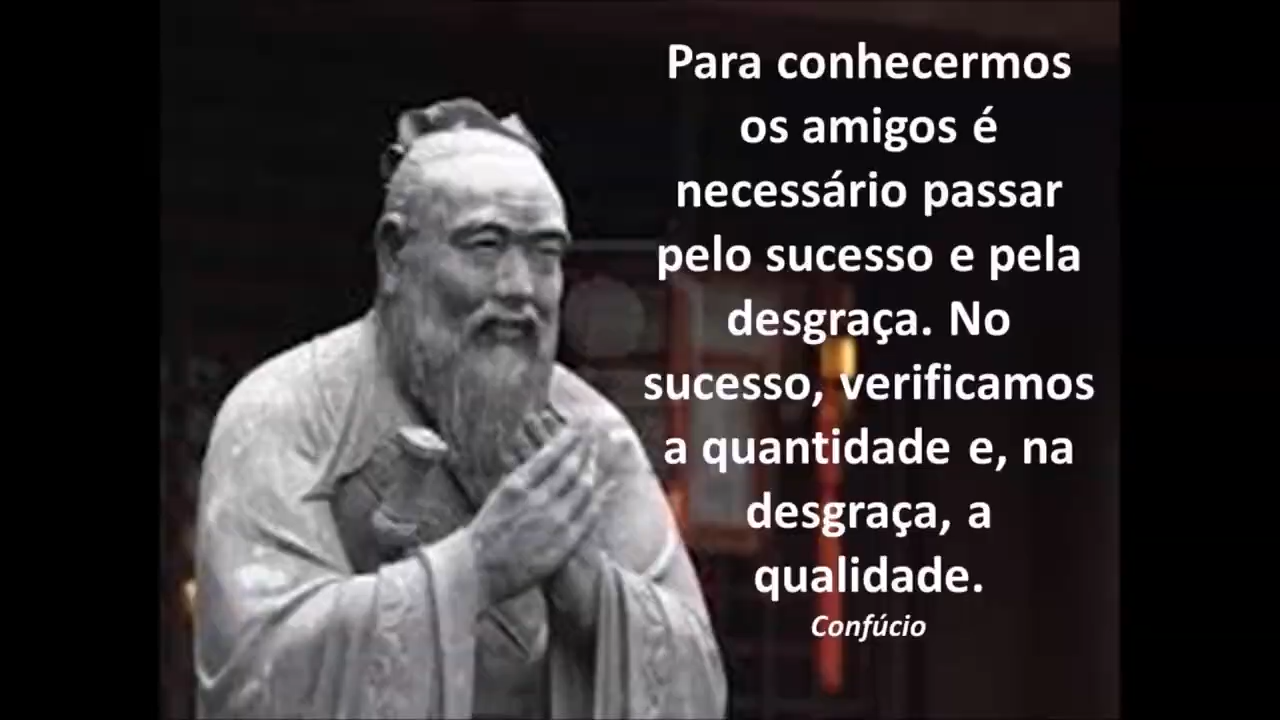 Para conhecermos
os amigos é
necessário passar
pelo sucesso e pela
desgraça. No
sucesso, verificamos
a quantidade e, na
desgraça, a
qualidade.
Confúcio